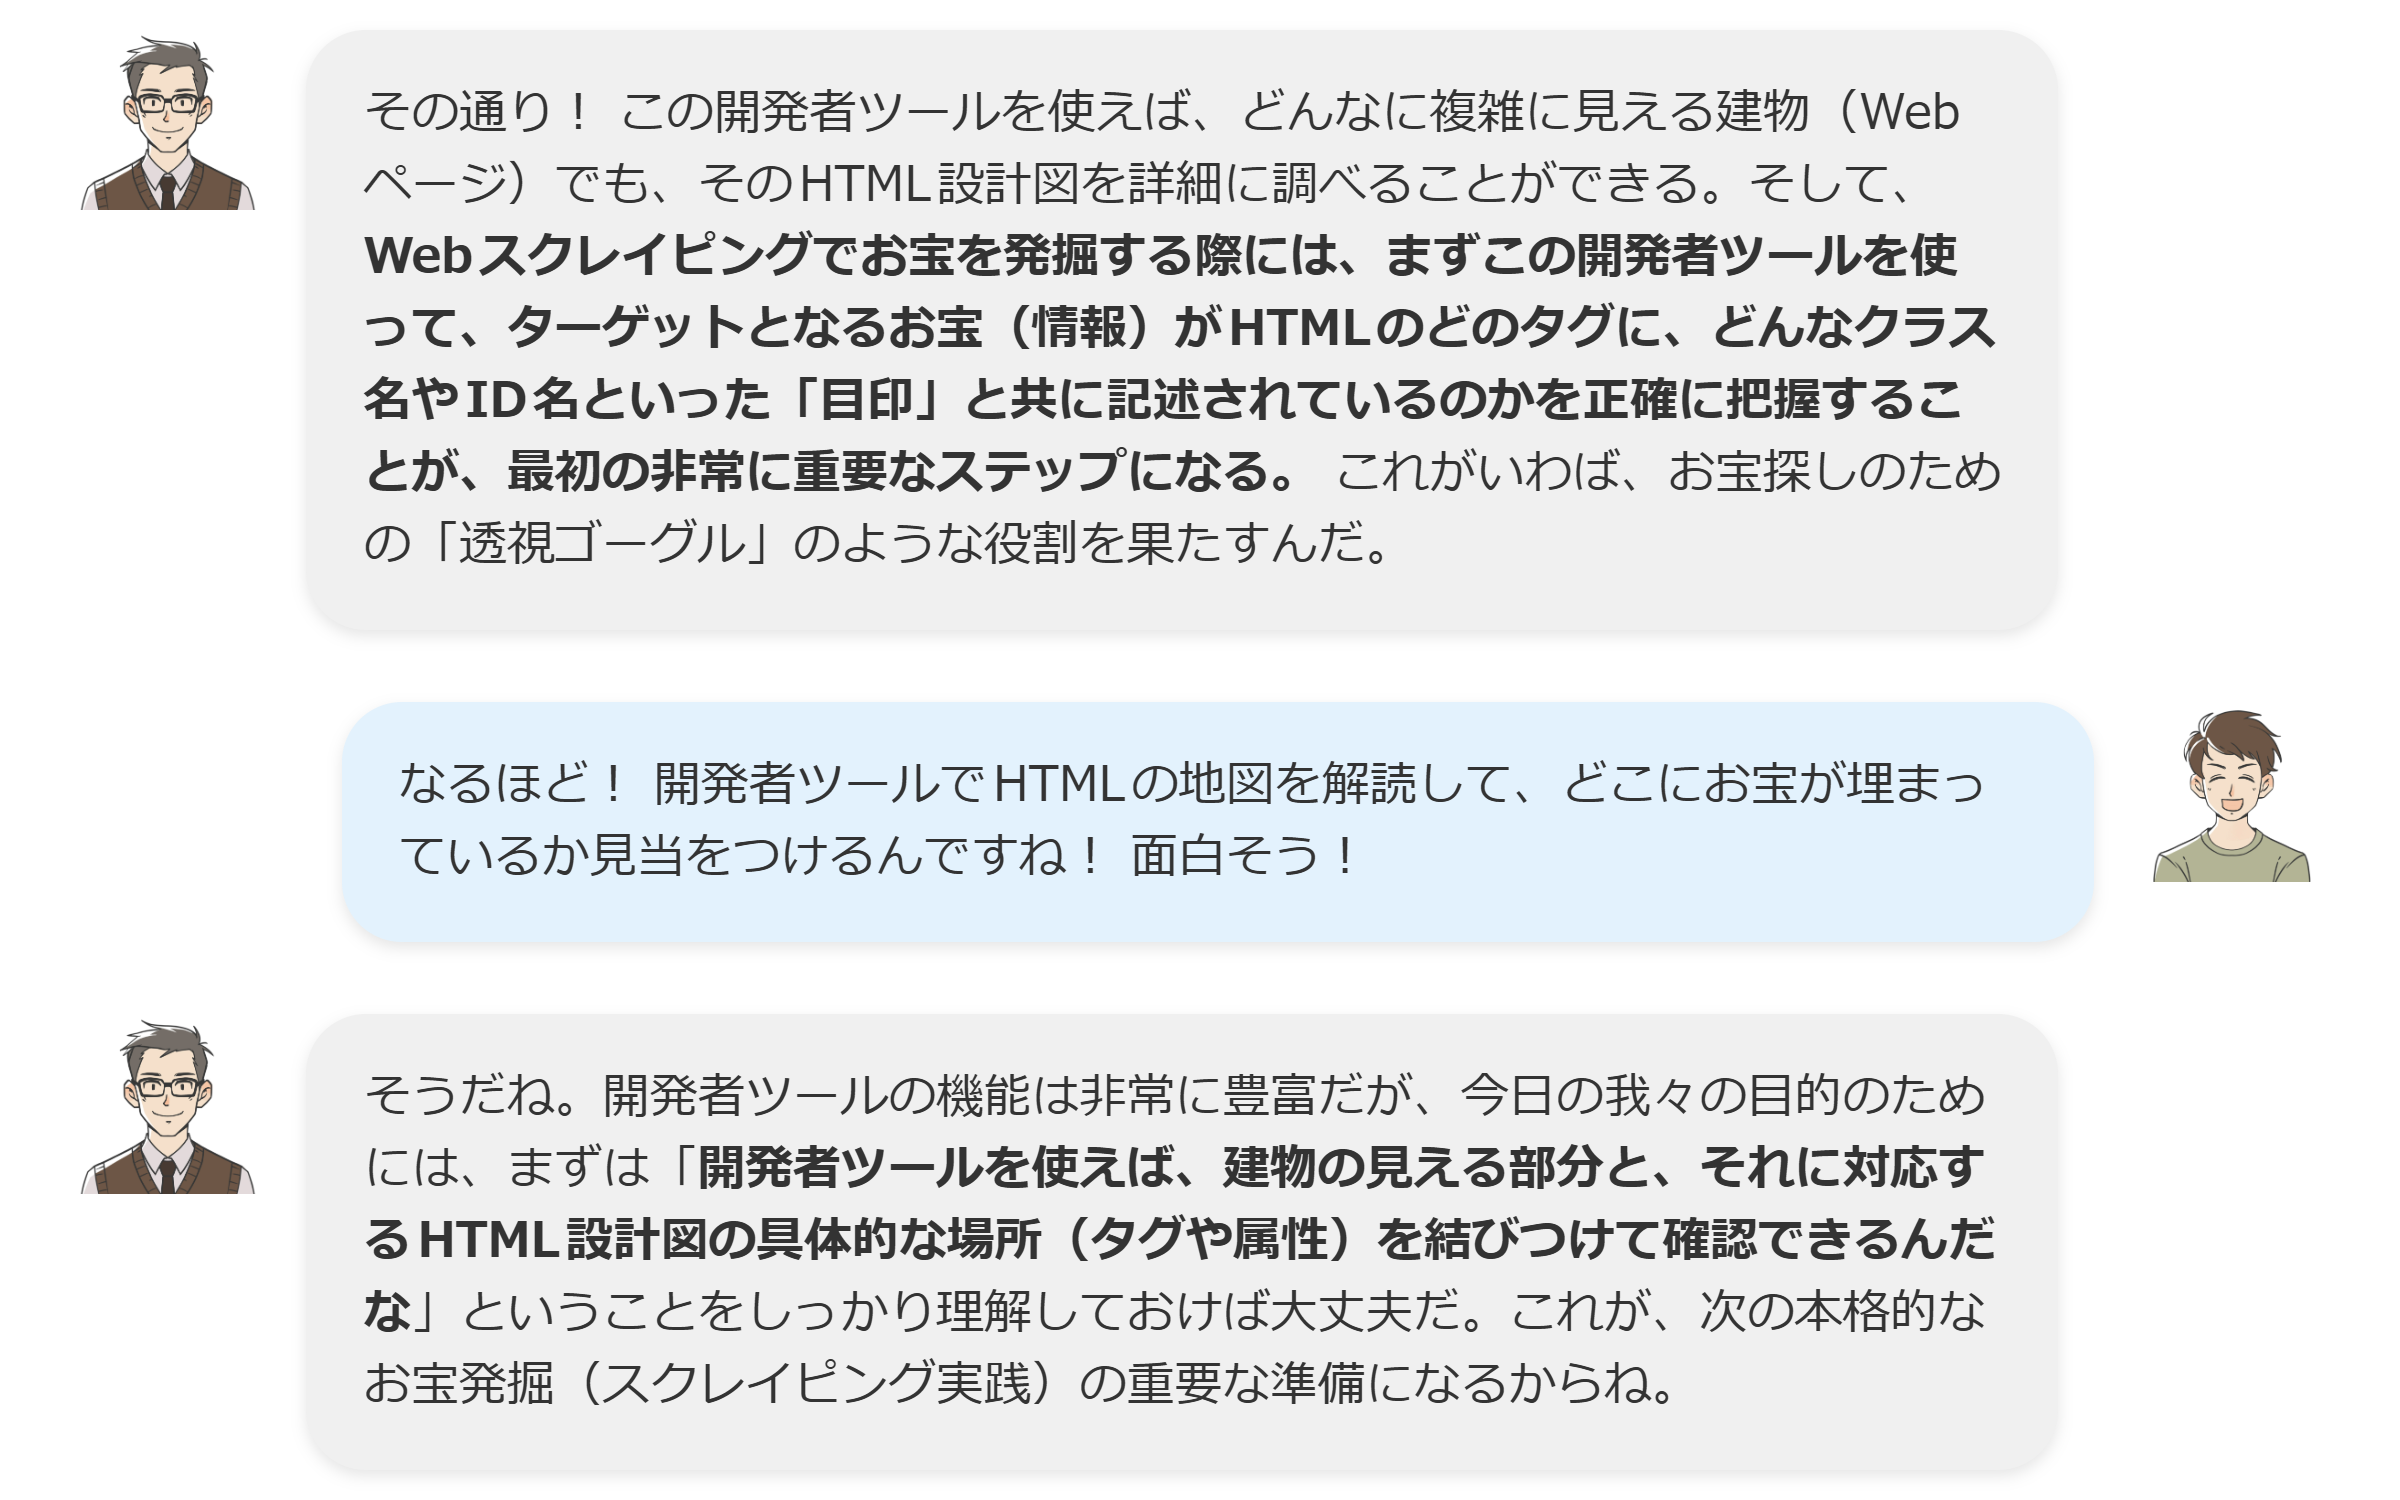 その通り！ この開発者ツールを使えば、どんなに複雑に見える建物（Web
ページ）でも、そのHTML設計図を詳細に調べることができる。そして、
Webスクレイピングでお宝を発掘する際には、まずこの開発者ツールを使
って、ターゲットとなるお宝（情報）がHTMLのどのタグに、どんなクラス
名やID名といった「目印」と共に記述されているのかを正確に把握するこ
とが、最初の非常に重要なステップになる。 これがいわば、お宝探しのため
の「透視ゴーグル」のような役割を果たすんだ。
なるほど！ 開発者ツールでHTMLの地図を解読して、どこにお宝が埋まっ
ているか見当をつけるんですね！ 面白そう！
そうだね。開発者ツールの機能は非常に豊富だが、今日の我々の目的のため
には、まずは「開発者ツールを使えば、建物の見える部分と、それに対応す
るHTML設計図の具体的な場所（タグや属性）を結びつけて確認できるんだ
な」ということをしっかり理解しておけば大丈夫だ。これが、次の本格的な
お宝発掘（スクレイピング実践）の重要な準備になるからね。